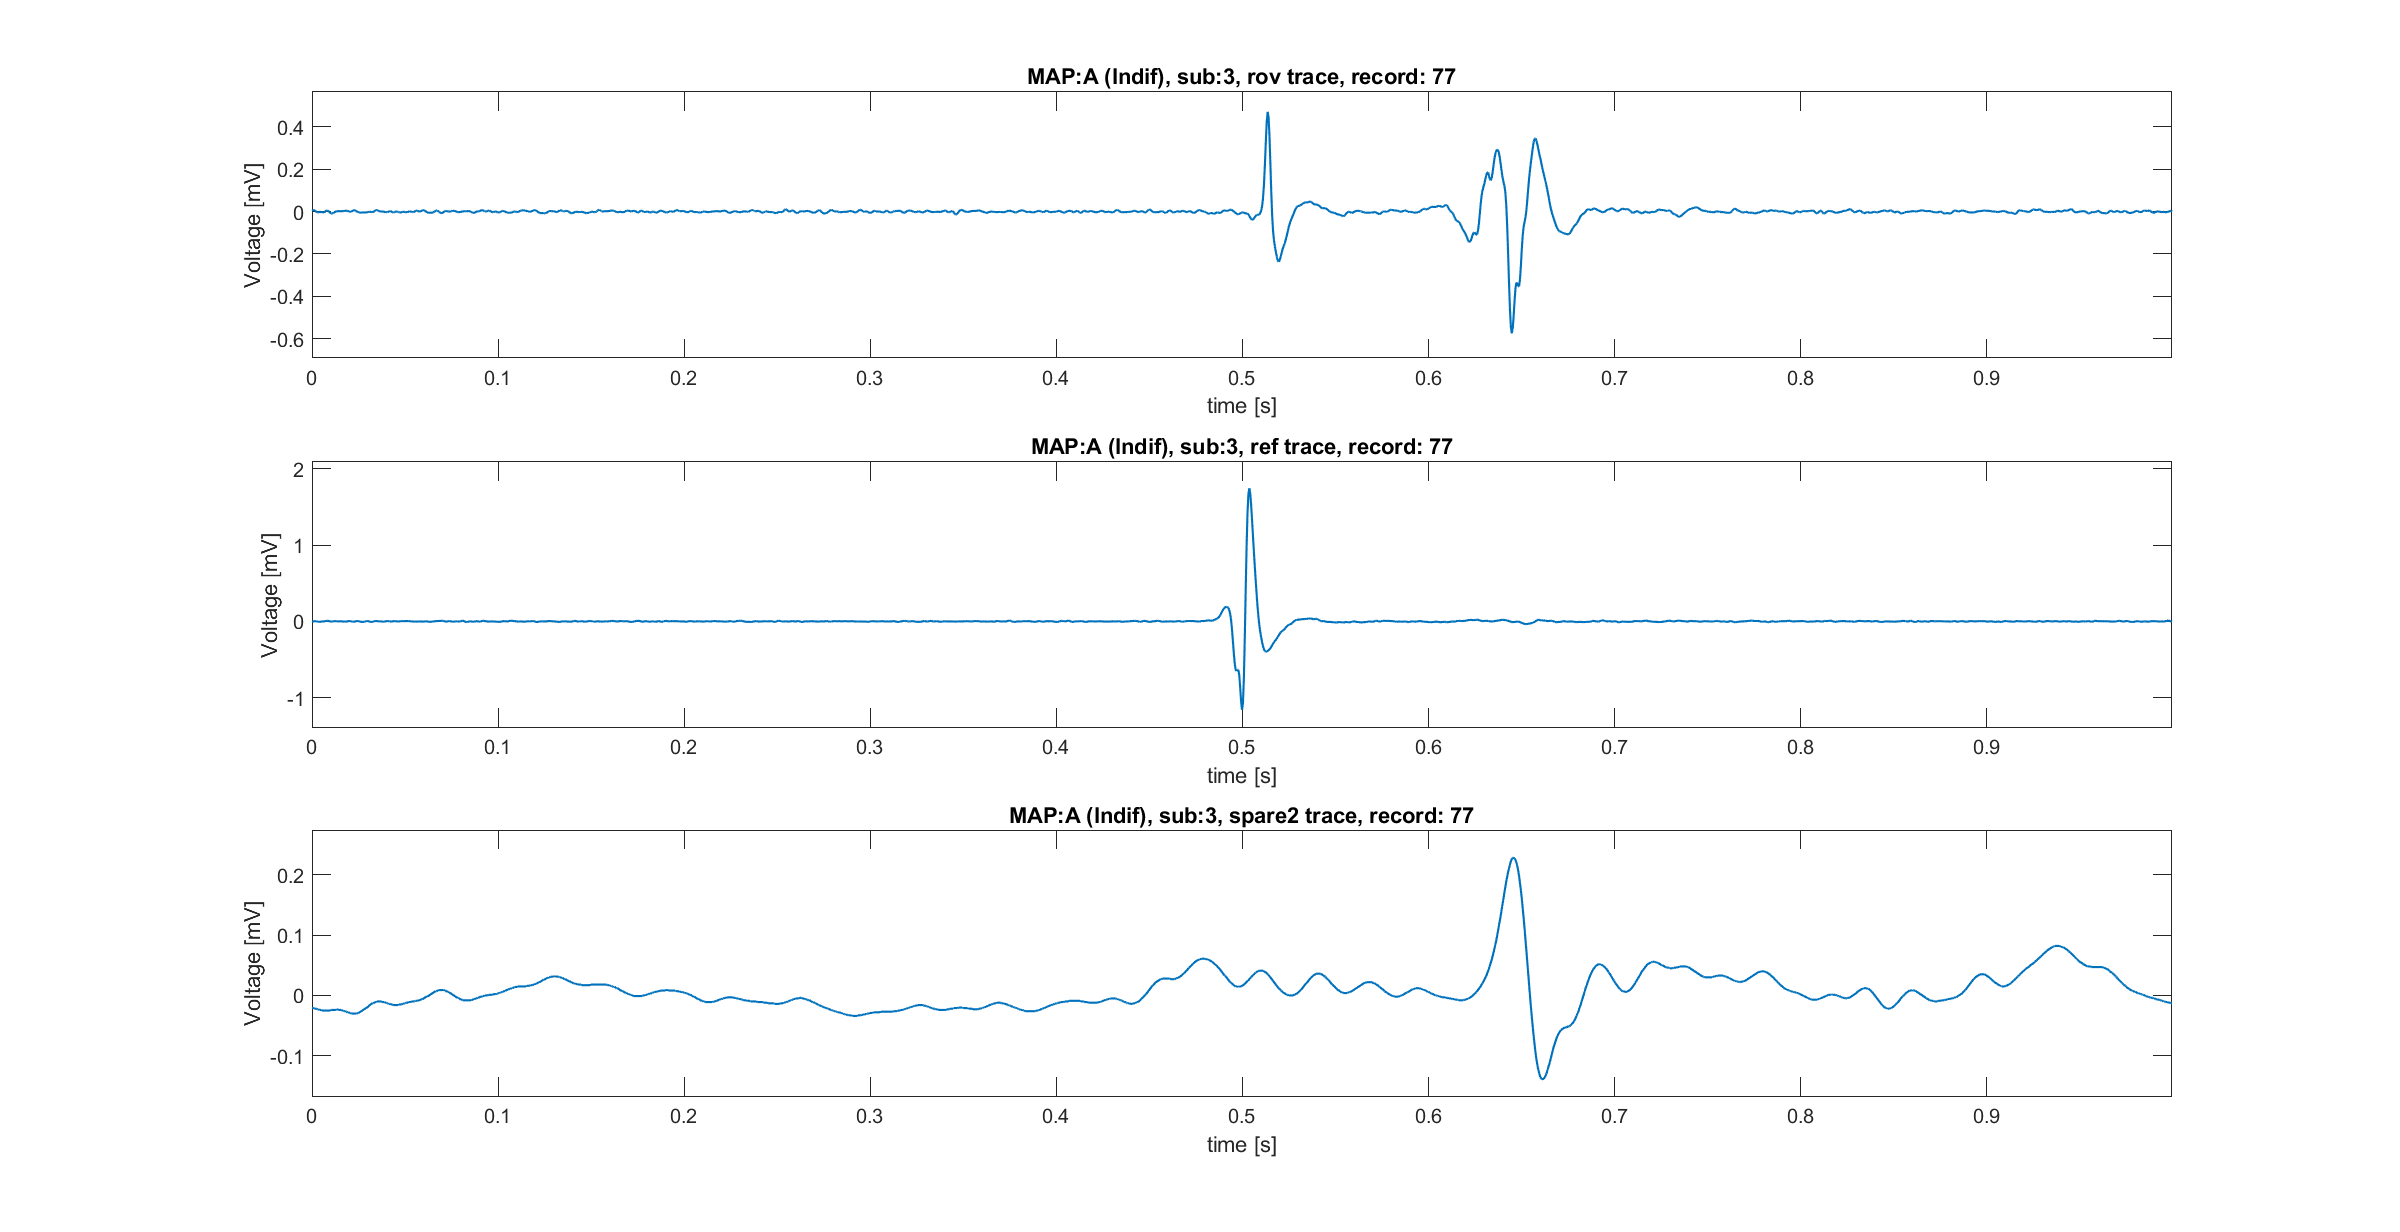 MAP:A (Indif), sub:3, rov trace, record: 77
Voltage [mV]
0.4
0.2
0
-0.2
-0.4
-0.6
0 0.1 0.2 0.3 0.4 0.5 0.6 0.7 0.8 0.9
time [s]
MAP:A (Indif), sub:3, ref trace, record: 77
Voltage [mV]
2
1
0
-1
0 0.1 0.2 0.3 0.4 0.5 0.6 0.7 0.8 0.9
time [s]
MAP:A (Indif), sub:3, spare2 trace, record: 77
Voltage [mV]
0.2
0.1
0
-0.1
0 0.1 0.2 0.3 0.4 0.5 0.6 0.7 0.8 0.9
time [s]